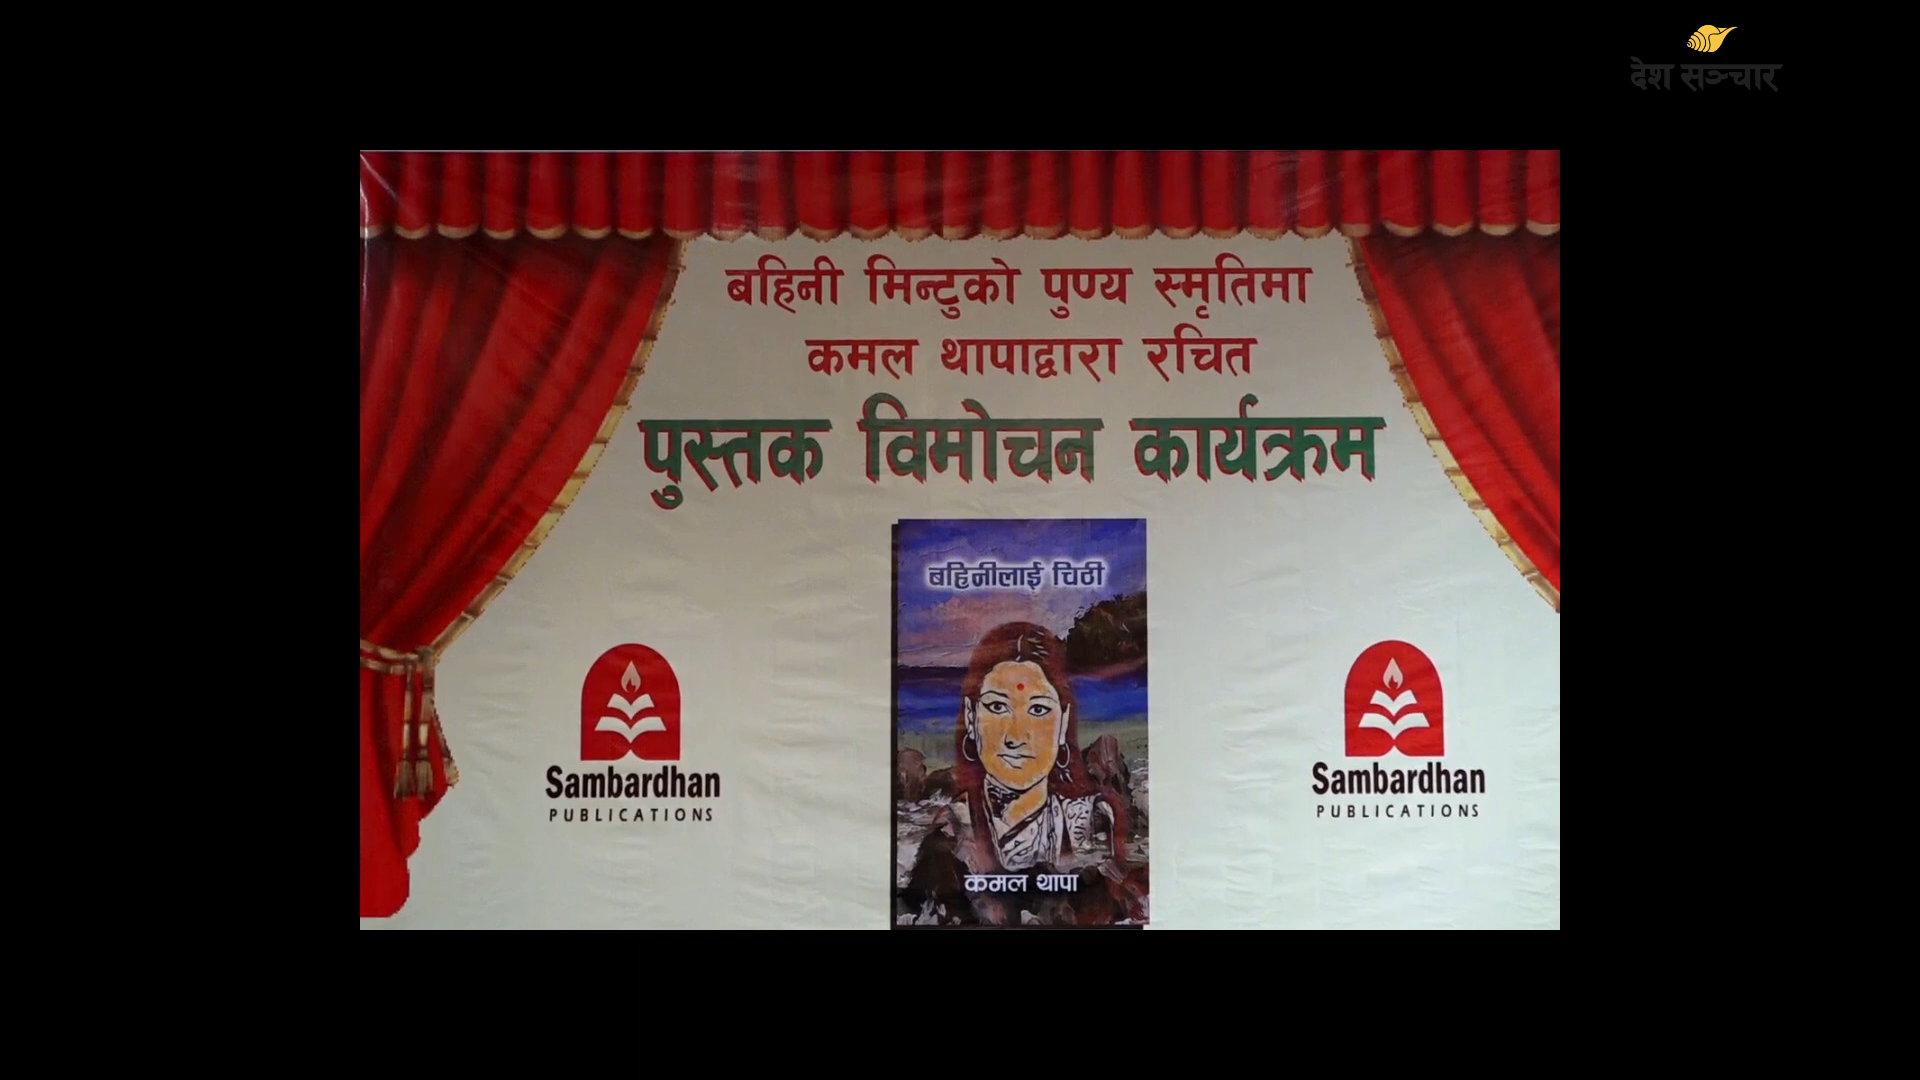 देश सञ्चार
बहिनी मिन्टुको पुण्य स्मृतिमा
कमल थापाद्वारा रचित
पुस्तक विमोचन कार्यक्रम
बहिनीलाई चिठी
कमल थापा
Sambardhan
PUBLICATIONS
Sambardhan
PUBLICATIONS